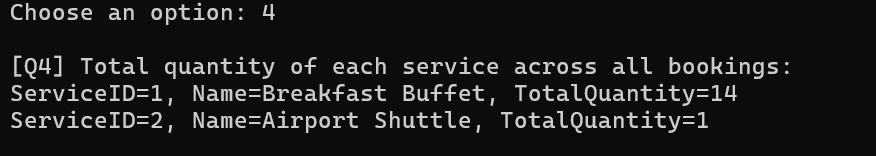 Choose an option: 4
[Q4] Total quantity of each service across all bookings:
ServiceID=1, Name=Breakfast Buffet, TotalQuantity=14
ServiceID=2, Name=Airport Shuttle, TotalQuantity=1